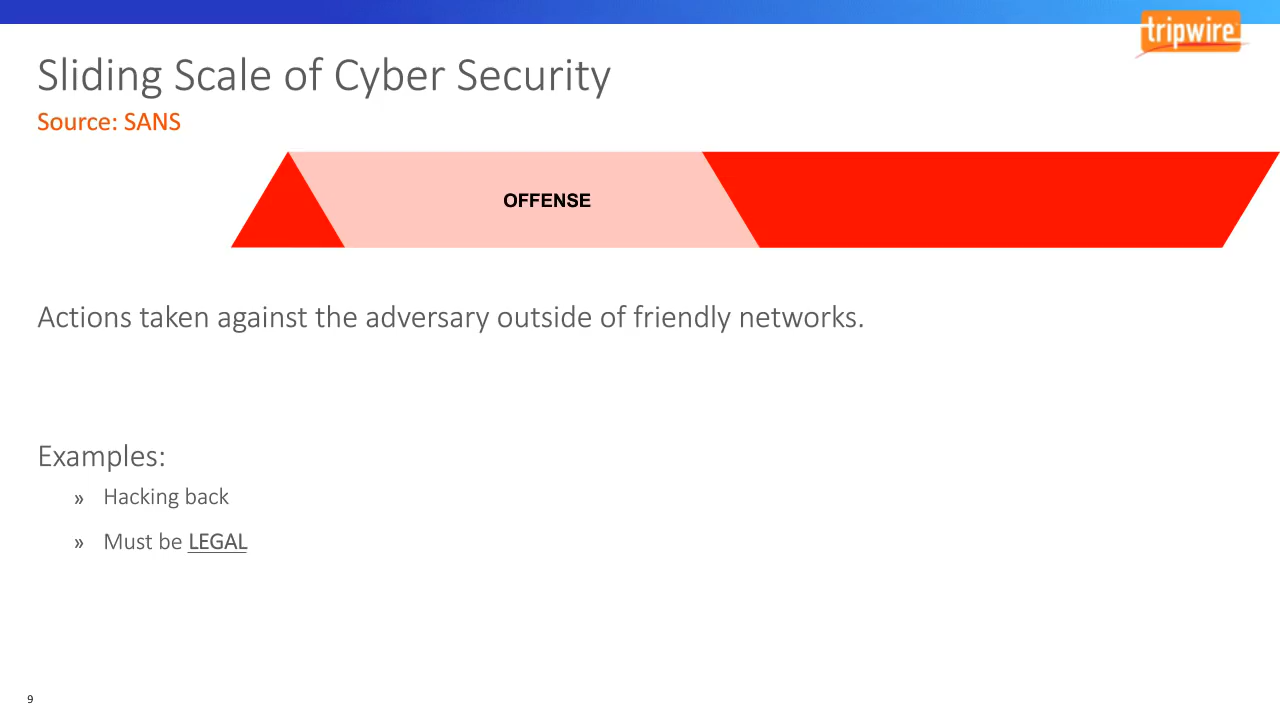 tripwire
Sliding Scale of Cyber Security
Source: SANS
OFFENSE
Actions taken against the adversary outside of friendly networks.
Examples:
» Hacking back
» Must be LEGAL
9